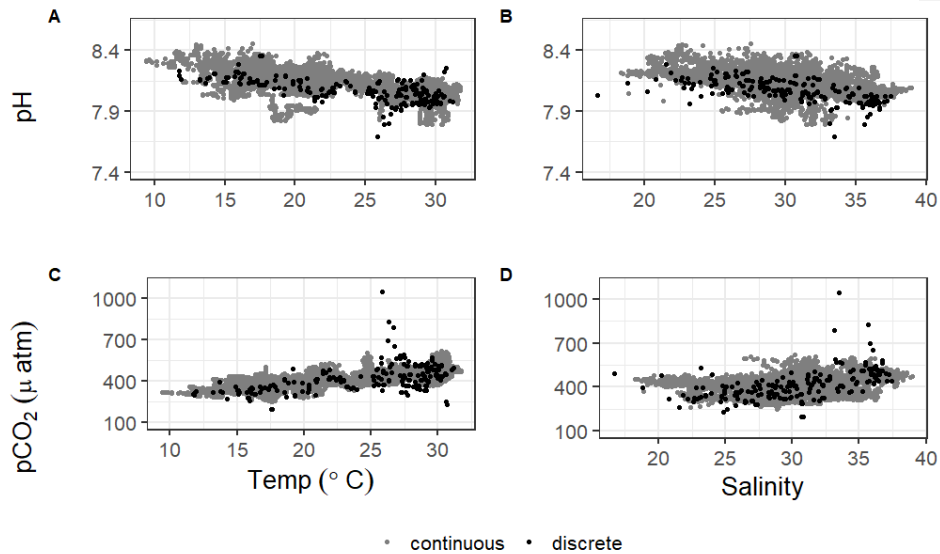 A
B
pH
8.4
7.9
7.4
10 15 20 25 30
8.4
7.9
7.4
20 25 30 35 40
C
D
pCO₂ (μ atm)
1000
700
400
100
10 15 20 25 30
Temp (° C)
1000
700
400
100
20 25 30 35 40
Salinity
continuous discrete